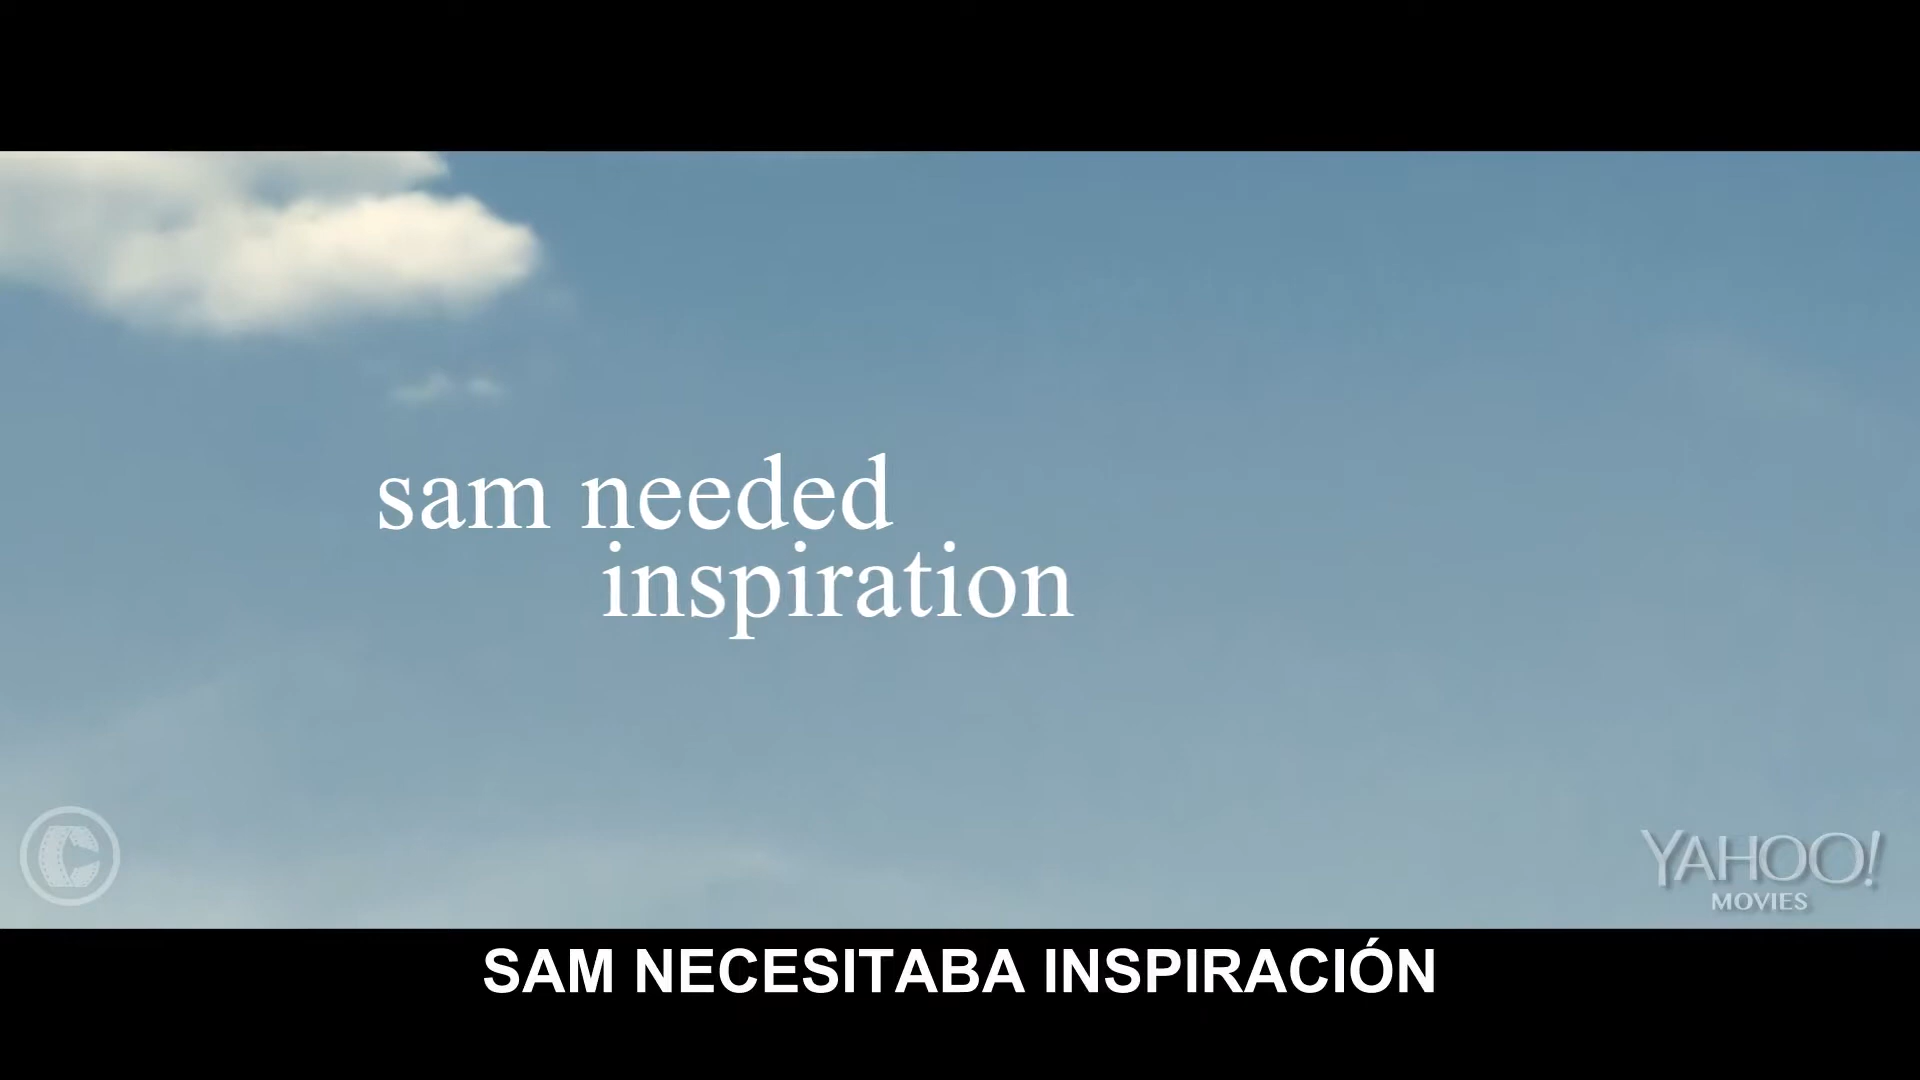 sam needed
inspiration
YAHOO!
MOVIES
SAM NECESITABA INSPIRACIÓN